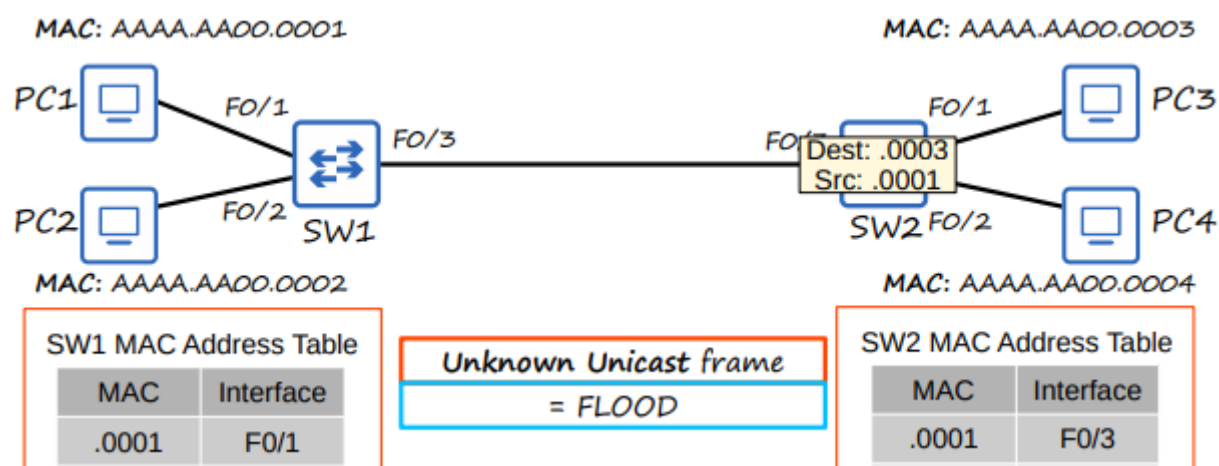 MAC: AAAA.AA00.0001
MAC: AAAA.AA00.0003
PC1
F0/1
F0/1
PC3
F0/3
Dest: .0003
Src: .0001
PC2
F0/2
SW1
SW2
F0/2
PC4
MAC: AAAA.AA00.0002
MAC: AAAA.AA00.0004
SW1 MAC Address Table
MAC Interface
.0001 F0/1
Unknown Unicast frame
= FLOOD
SW2 MAC Address Table
MAC Interface
.0001 F0/3